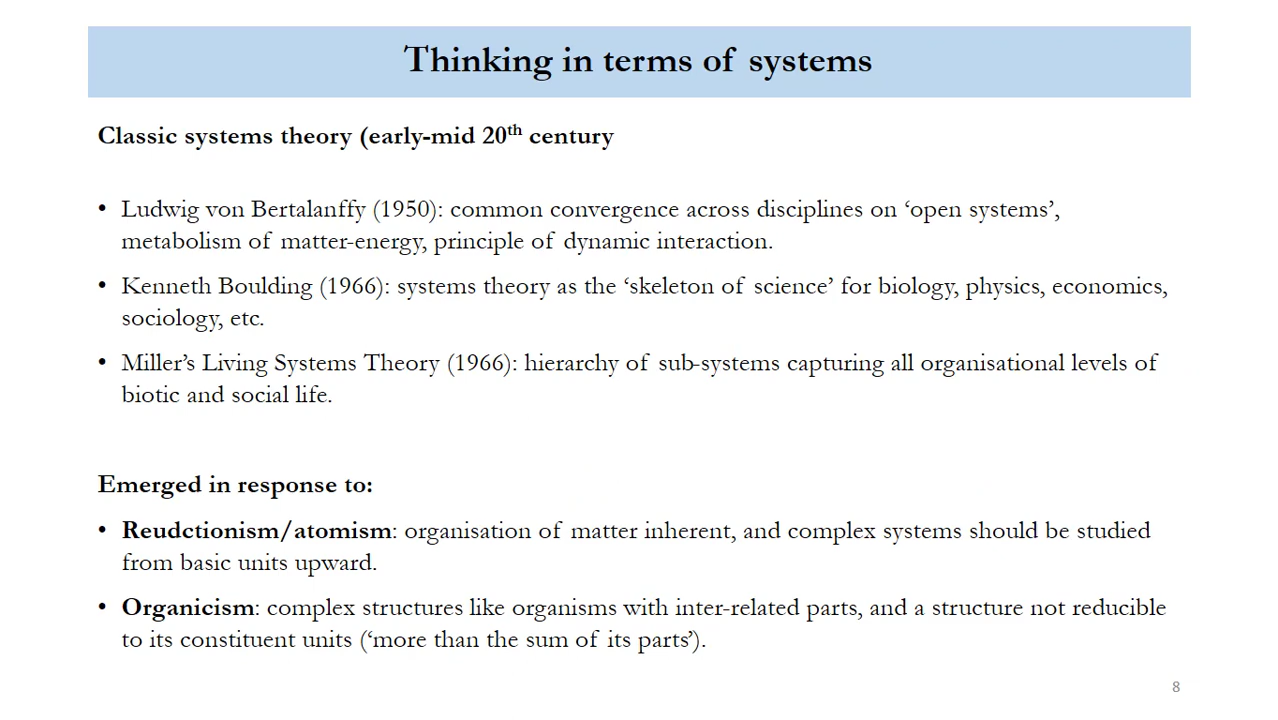 Thinking in terms of systems
Classic systems theory (early-mid 20th century
• Ludwig von Bertalanffy (1950): common convergence across disciplines on ‘open systems’,
metabolism of matter-energy, principle of dynamic interaction.
• Kenneth Boulding (1966): systems theory as the ‘skeleton of science’ for biology, physics, economics,
sociology, etc.
• Miller’s Living Systems Theory (1966): hierarchy of sub-systems capturing all organisational levels of
biotic and social life.
Emerged in response to:
• Reudctionism/atomism: organisation of matter inherent, and complex systems should be studied
from basic units upward.
• Organicism: complex structures like organisms with inter-related parts, and a structure not reducible
to its constituent units (‘more than the sum of its parts’).
8